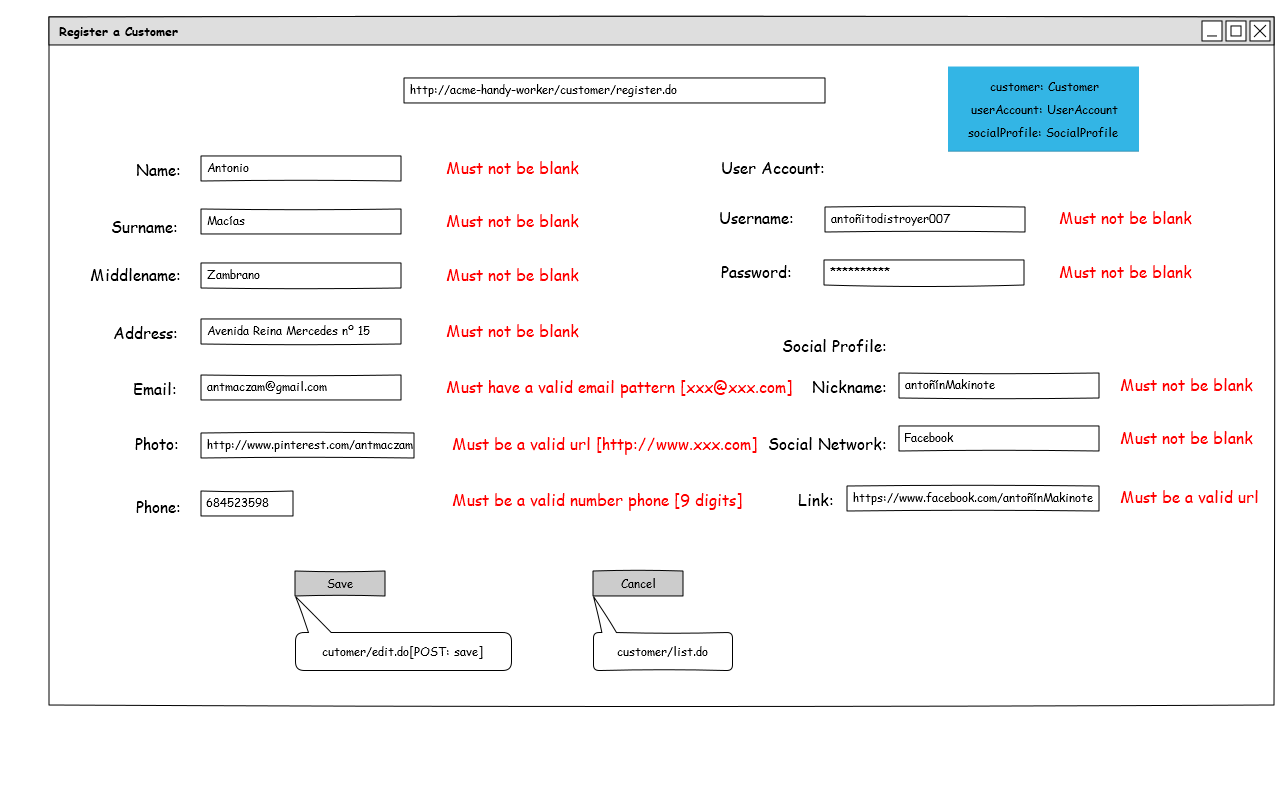 Register a Customer
http://acme-handy-worker/customer/register.do
customer: Customer
userAccount: UserAccount
socialProfile: SocialProfile
Name: Antonio Must not be blank
User Account:
Surname: Macías Must not be blank
Username: antoñitodistroyer007 Must not be blank
Middlename: Zambrano Must not be blank
Password: ********** Must not be blank
Address: Avenida Reina Mercedes nº 15 Must not be blank
Social Profile:
Email: antmaczam@gmail.com Must have a valid email pattern [xxx@xxx.com]
Nickname: antoñínMakinote Must not be blank
Photo: http://www.pinterest.com/antmaczam Must be a valid url [http://www.xxx.com]
Social Network: Facebook Must not be blank
Phone: 684523598 Must be a valid number phone [9 digits]
Link: https://www.facebook.com/antoñínMakinote Must be a valid url
Save
Cancel
cutomer/edit.do[POST: save]
customer/list.do